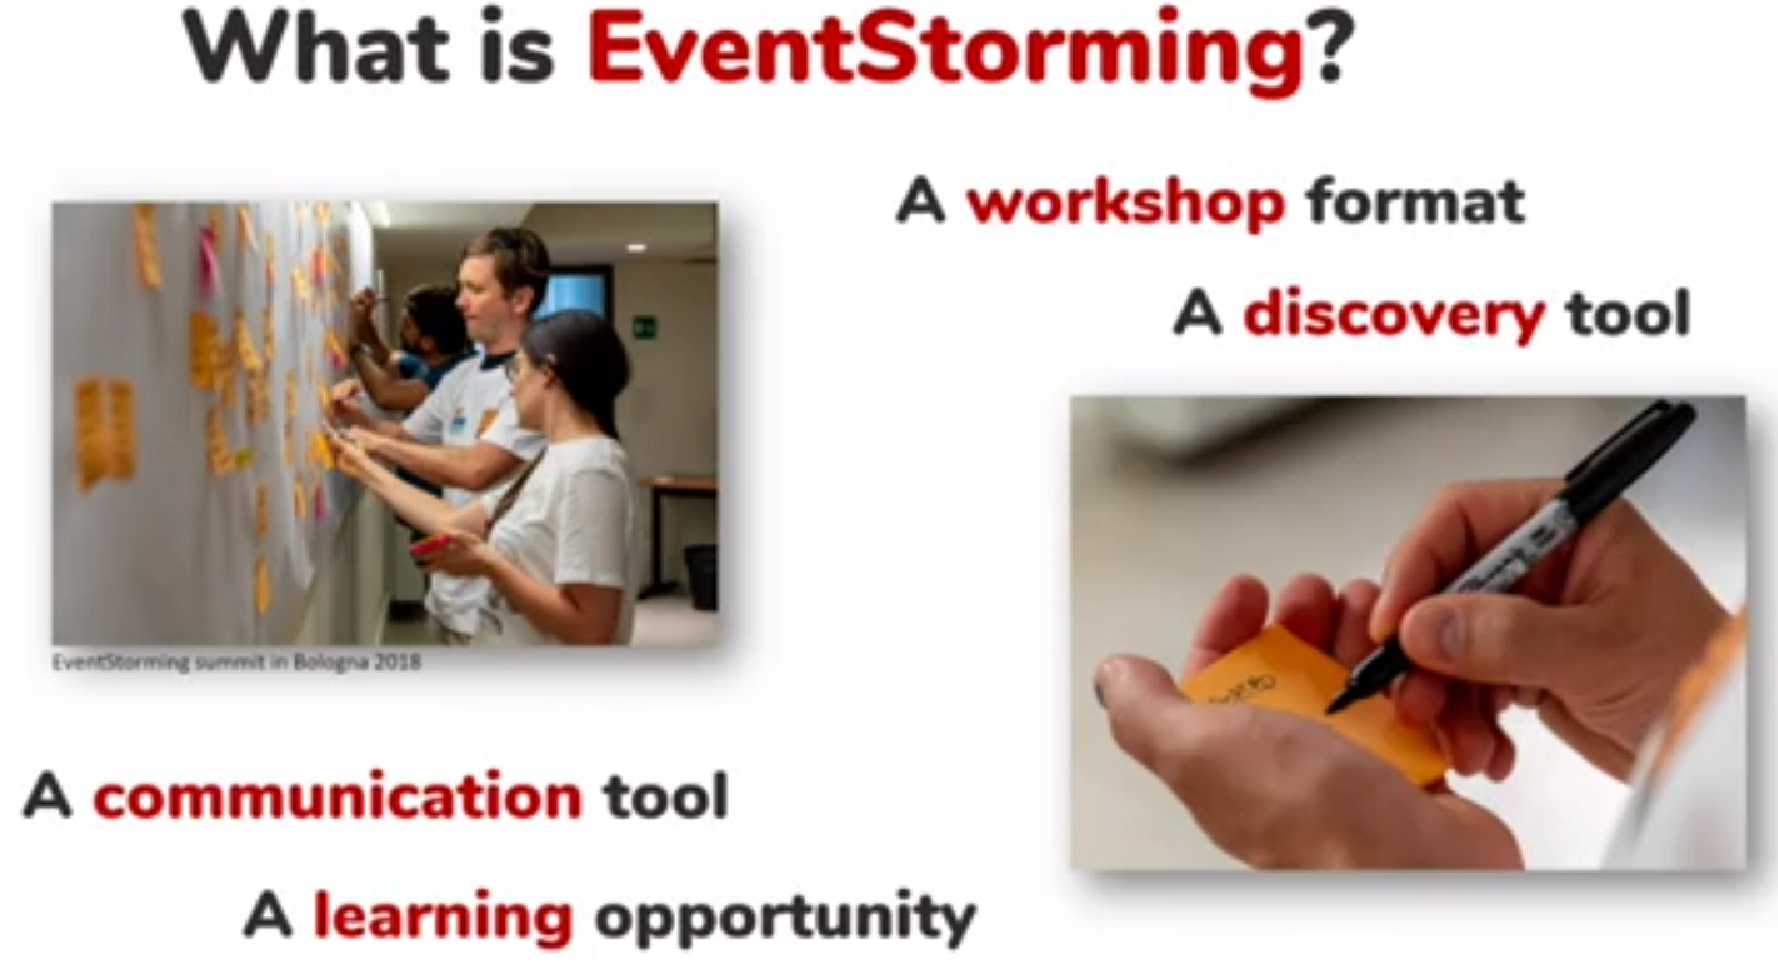 What is EventStorming?
A workshop format
A discovery tool
EventStorming summit in Bologna 2018
A communication tool
A learning opportunity